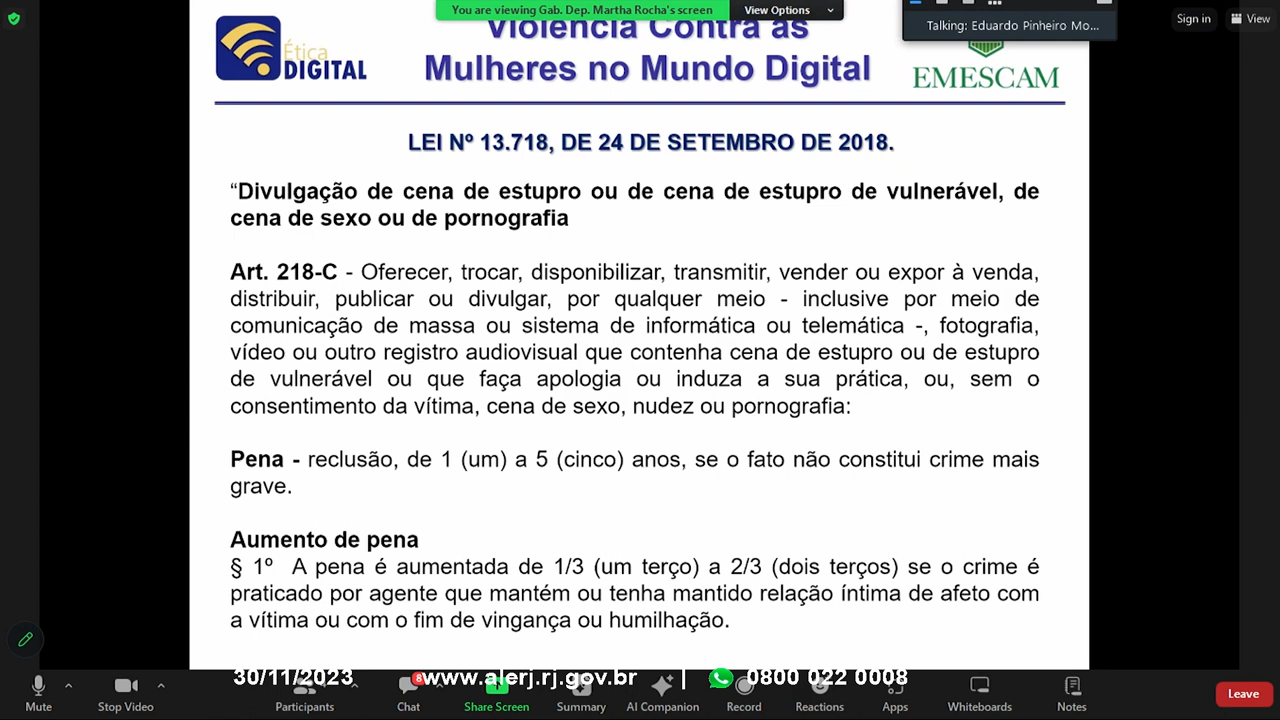 You are viewing Gab. Dep. Martha Rocha's screen
View Options
Talking: Eduardo Pinheiro Mo...
Sign in
View
Ética
DIGITAL
Violência Contra as
Mulheres no Mundo Digital
EMESCAM
LEI Nº 13.718, DE 24 DE SETEMBRO DE 2018.
“Divulgação de cena de estupro ou de cena de estupro de vulnerável, de
cena de sexo ou de pornografia
Art. 218-C - Oferecer, trocar, disponibilizar, transmitir, vender ou expor à venda,
distribuir, publicar ou divulgar, por qualquer meio - inclusive por meio de
comunicação de massa ou sistema de informática ou telemática -, fotografia,
vídeo ou outro registro audiovisual que contenha cena de estupro ou de estupro
de vulnerável ou que faça apologia ou induza a sua prática, ou, sem o
consentimento da vítima, cena de sexo, nudez ou pornografia:
Pena - reclusão, de 1 (um) a 5 (cinco) anos, se o fato não constitui crime mais
grave.
Aumento de pena
§ 1º A pena é aumentada de 1/3 (um terço) a 2/3 (dois terços) se o crime é
praticado por agente que mantém ou tenha mantido relação íntima de afeto com
a vítima ou com o fim de vingança ou humilhação.
30/11/2023 www.alerj.rj.gov.br | 0800 022 0008
8
Mute Stop Video Participants Chat Share Screen Summary AI Companion Record Reactions Apps Whiteboards Notes Leave